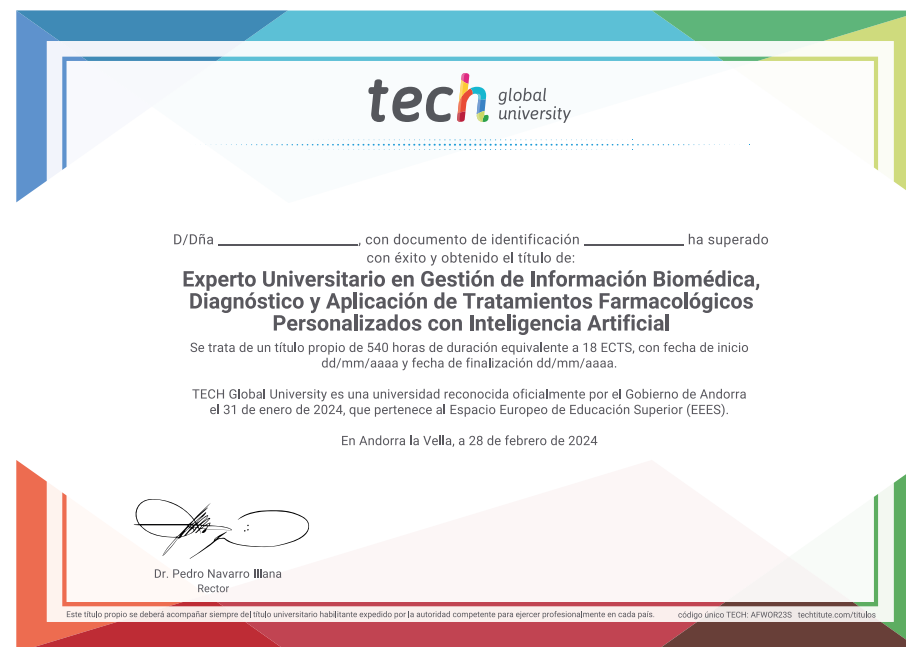 tech global university
D/Dña ____________________, con documento de identificación ______________ ha superado
con éxito y obtenido el título de:
Experto Universitario en Gestión de Información Biomédica,
Diagnóstico y Aplicación de Tratamientos Farmacológicos
Personalizados con Inteligencia Artificial
Se trata de un título propio de 540 horas de duración equivalente a 18 ECTS, con fecha de inicio
dd/mm/aaaa y fecha de finalización dd/mm/aaaa.
TECH Global University es una universidad reconocida oficialmente por el Gobierno de Andorra
el 31 de enero de 2024, que pertenece al Espacio Europeo de Educación Superior (EEES).
En Andorra la Vella, a 28 de febrero de 2024
Dr. Pedro Navarro Illana
Rector
Este título propio se deberá acompañar siempre del título universitario habilitante expedido por la autoridad competente para ejercer profesionalmente en cada país. código único TECH: AFWOR23S techtitute.com/titulos